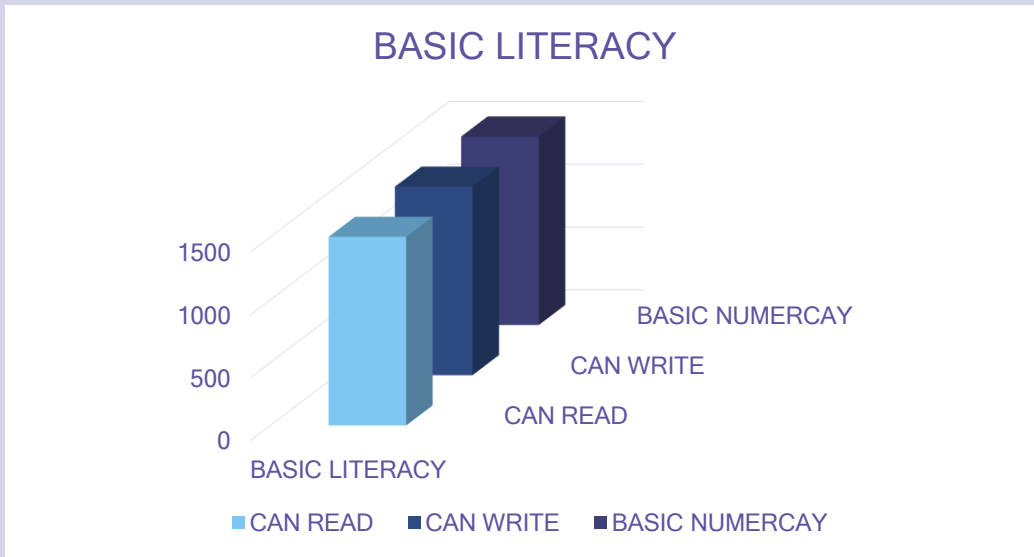 BASIC LITERACY
1500
1000
500
0
BASIC NUMERCAY
CAN WRITE
CAN READ
BASIC LITERACY
CAN READ CAN WRITE BASIC NUMERCAY